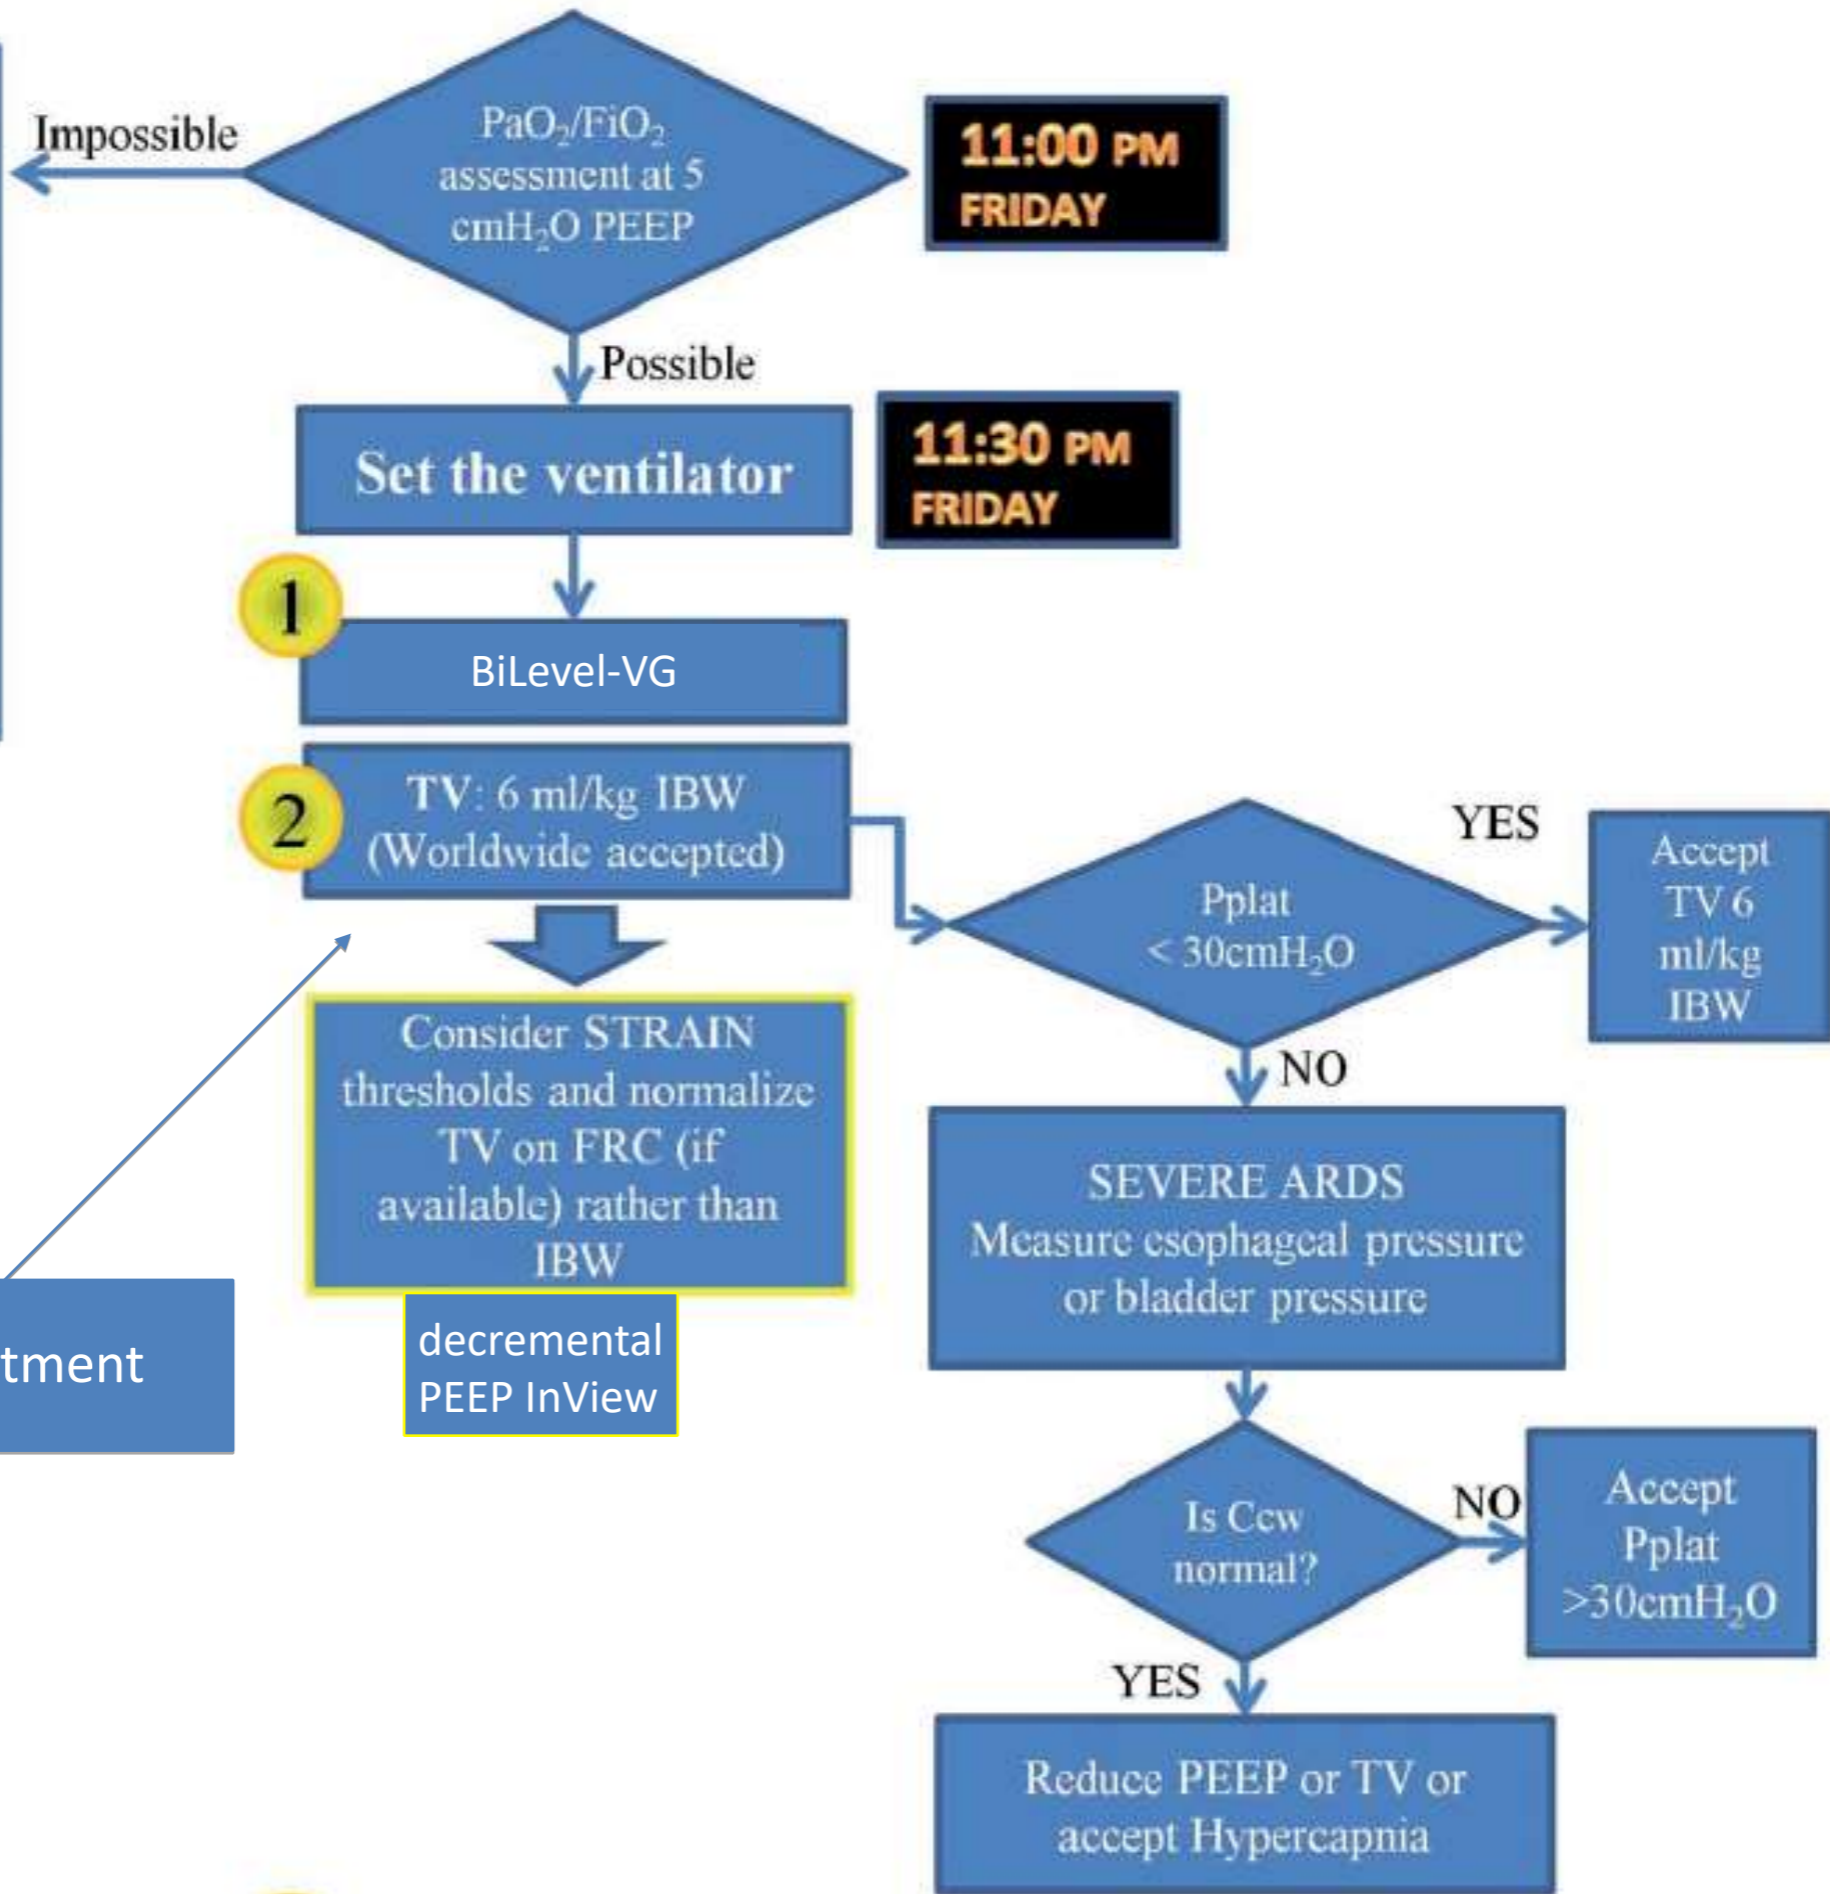 Impossible
PaO₂/FiO₂
assessment at 5
cmH₂O PEEP
11:00 PM
FRIDAY
Possible
Set the ventilator
11:30 PM
FRIDAY
1
BiLevel-VG
2
TV: 6 ml/kg IBW
(Worldwide accepted)
Pplat
< 30cmH₂O
YES
Accept
TV 6
ml/kg
IBW
NO
Consider STRAIN
thresholds and normalize
TV on FRC (if
available) rather than
IBW
decremental
PEEP InView
tment
SEVERE ARDS
Measure esophageal pressure
or bladder pressure
Is Ccw
normal?
NO
Accept
Pplat
>30cmH₂O
YES
Reduce PEEP or TV or
accept Hypercapnia